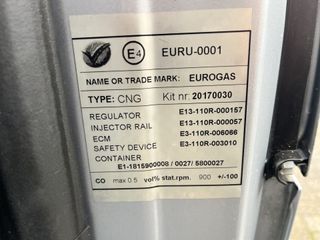 E4 EURU-0001
NAME OR TRADE MARK: EUROGAS
TYPE: CNG Kit nr: 20170030
REGULATOR E13-110R-000157
INJECTOR RAIL E13-110R-000057
ECM E3-110R-006066
SAFETY DEVICE E3-110R-003010
CONTAINER
E1-1815900008 / 0027/ 5800027
CO max 0.5 vol% stat.rpm. 900 +/-100